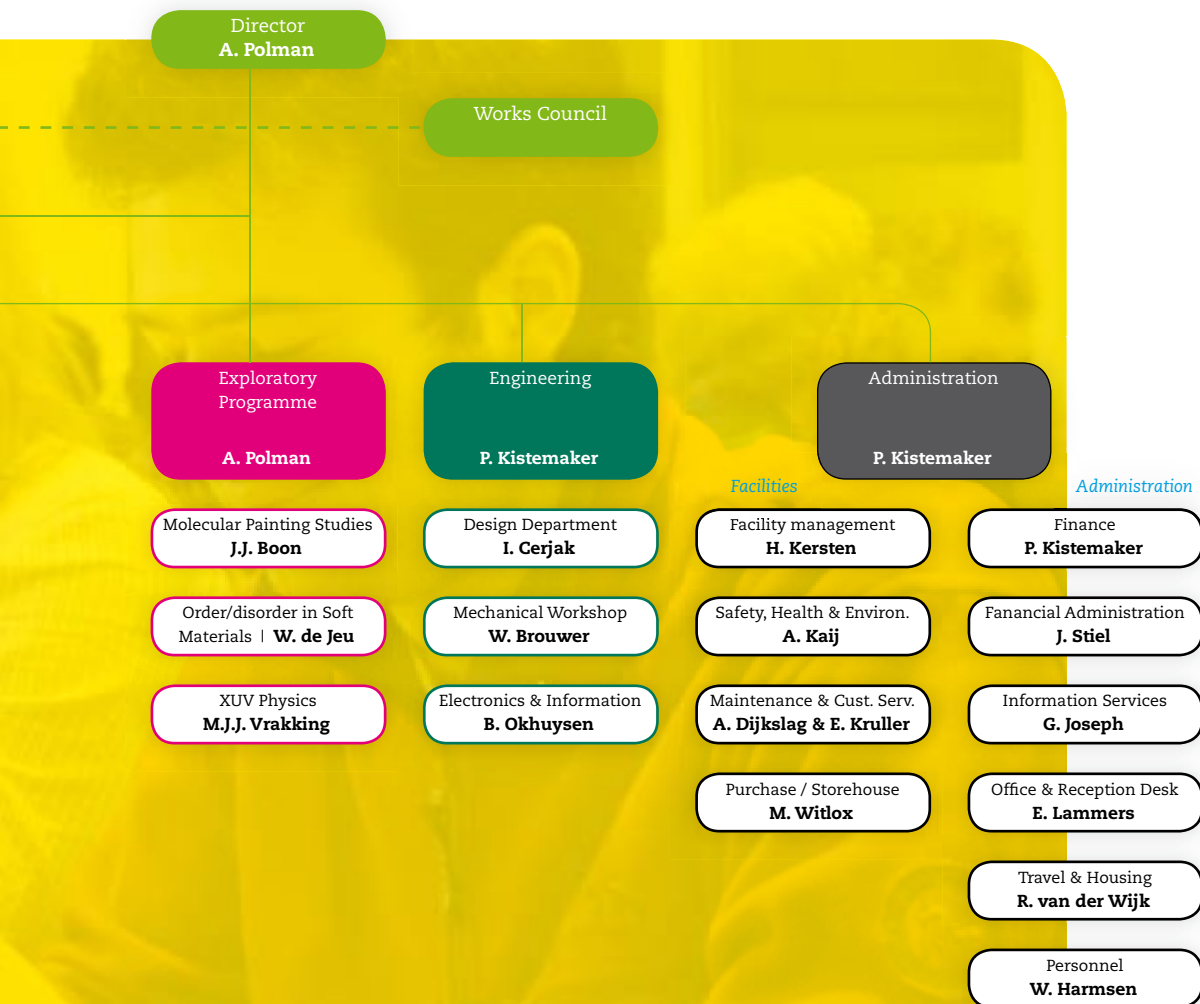 Director
A. Polman
Works Council
Exploratory
Programme
A. Polman
Engineering
P. Kistemaker
Administration
P. Kistemaker
Molecular Painting Studies
J.J. Boon
Order/disorder in Soft
Materials | W. de Jeu
XUV Physics
M.J.J. Vrakking
Design Department
I. Cerjak
Mechanical Workshop
W. Brouwer
Electronics & Information
B. Okhuysen
Facilities
Facility management
H. Kersten
Safety, Health & Environ.
A. Kaij
Maintenance & Cust. Serv.
A. Dijkslag & E. Kruller
Purchase / Storehouse
M. Witlox
Administration
Finance
P. Kistemaker
Fanancial Administration
J. Stiel
Information Services
G. Joseph
Office & Reception Desk
E. Lammers
Travel & Housing
R. van der Wijk
Personnel
W. Harmsen